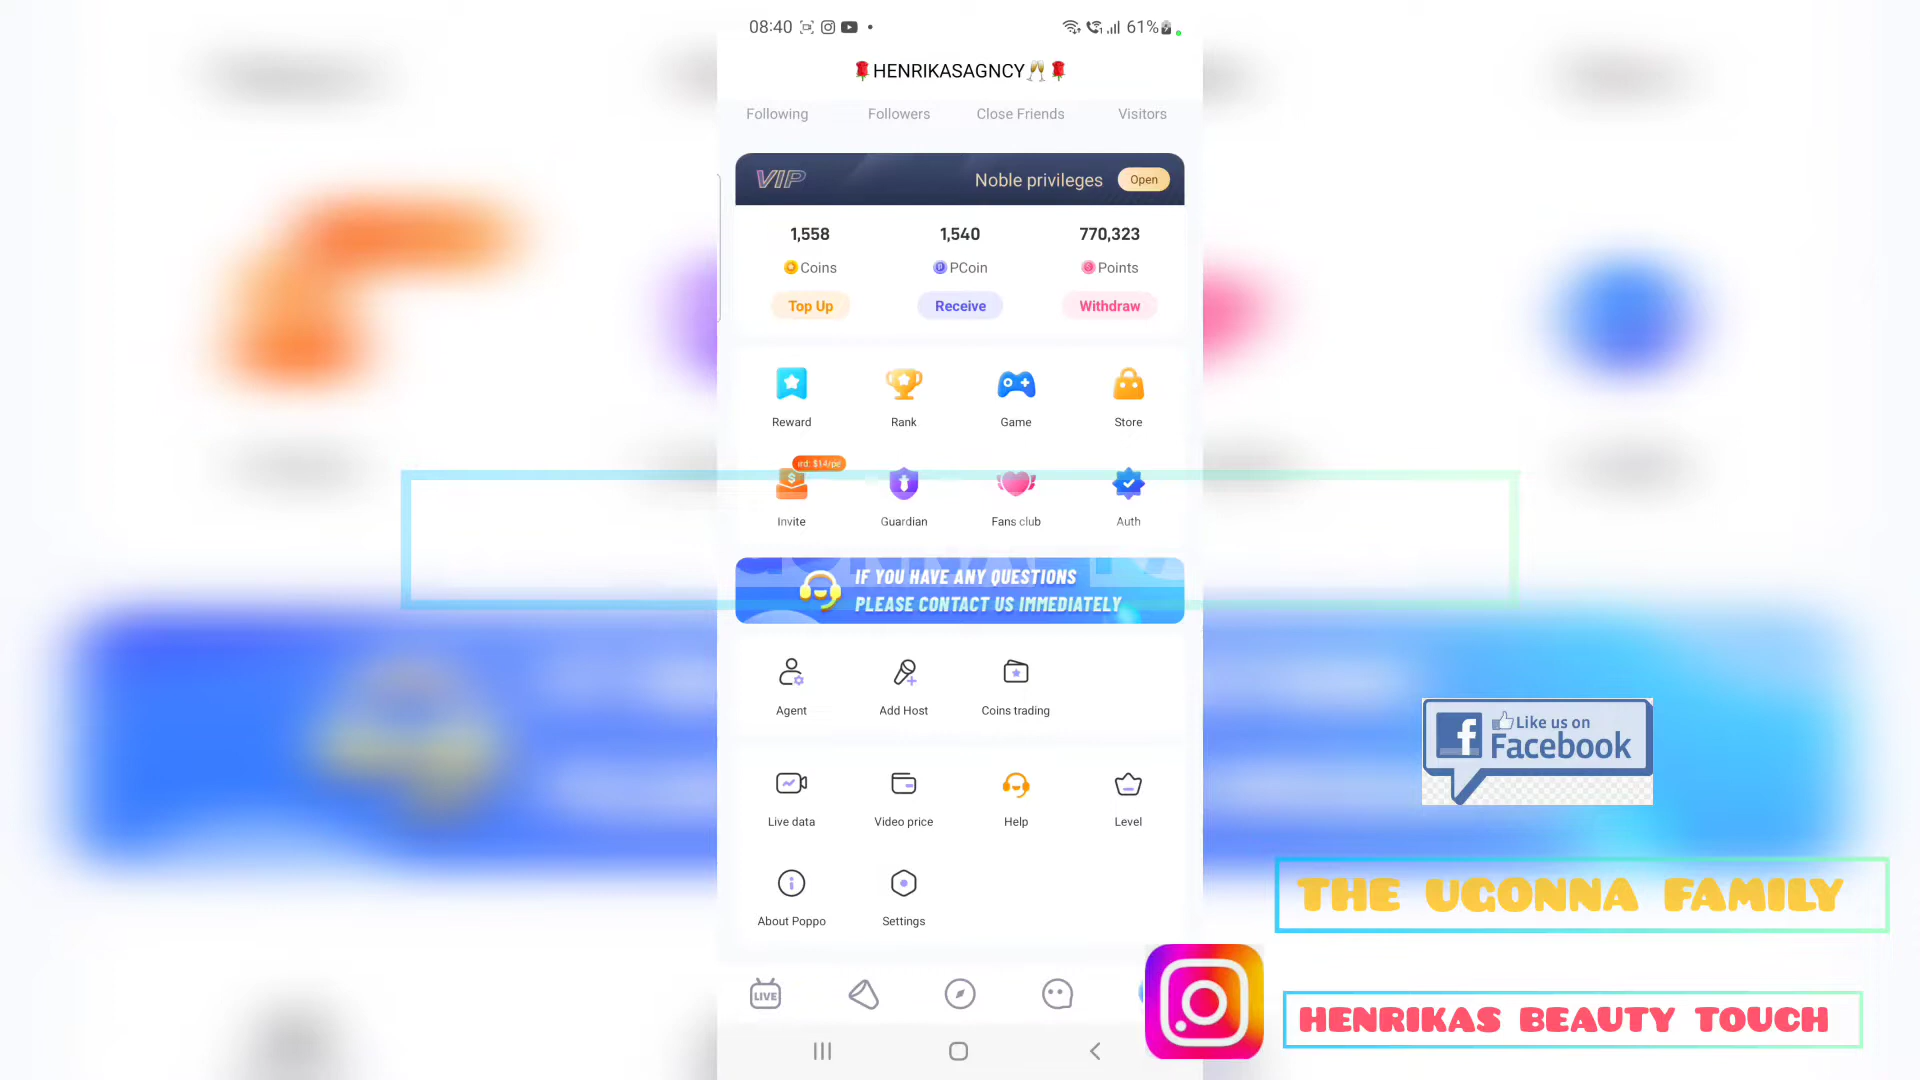 08:40
61%
HENRIKASAGNCY
Following Followers Close Friends Visitors
VIP Noble privileges Open
1,558 1,540 770,323
Coins PCoin Points
Top Up Receive Withdraw
Reward Rank Game Store
ird: $14/pe
Invite Guardian Fans club Auth
IF YOU HAVE ANY QUESTIONS
PLEASE CONTACT US IMMEDIATELY
Agent Add Host Coins trading
Like us on
Facebook
Live data Video price Help Level
THE UGONNA FAMILY
About Poppo Settings
LIVE
HENRIKAS BEAUTY TOUCH